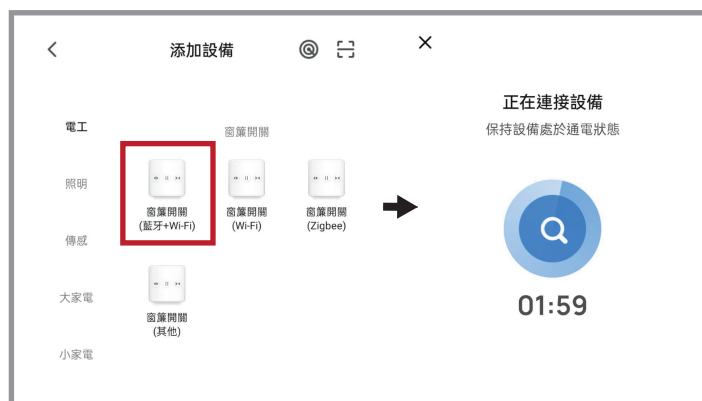 添加設備
電工
照明
傳感
大家電
小家電
窗簾開關
窗簾開關
(藍牙+Wi-Fi)
窗簾開關
(Wi-Fi)
窗簾開關
(Zigbee)
窗簾開關
(其他)
正在連接設備
保持設備處於通電狀態
01:59